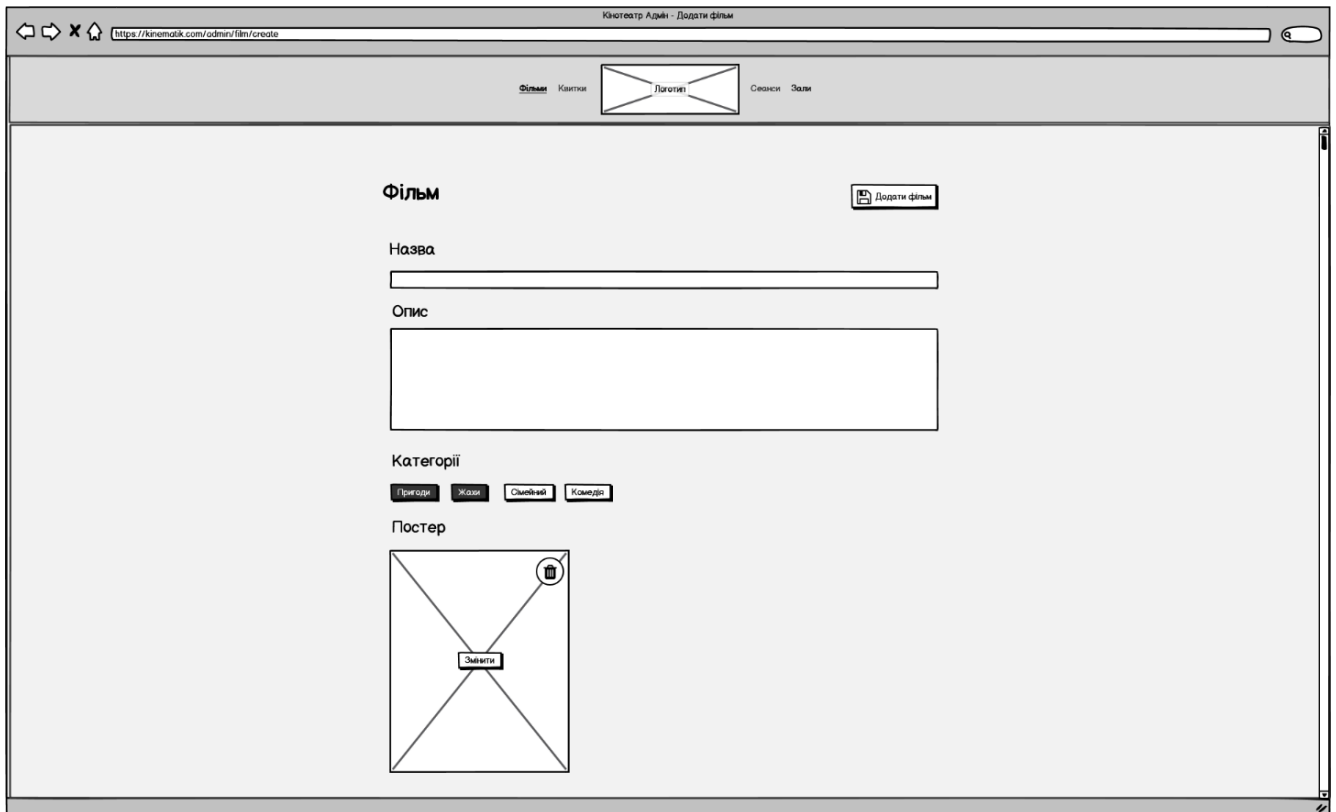 Кінотеатр Адмін - Додати фільм
https://kinematik.com/admin/film/create
Фільми Квитки Логотип Сеанси Зали
Фільм
Додати фільм
Назва
Опис
Категорії
Пригоди Жахи Сімейний Комедія
Постер
Змінити